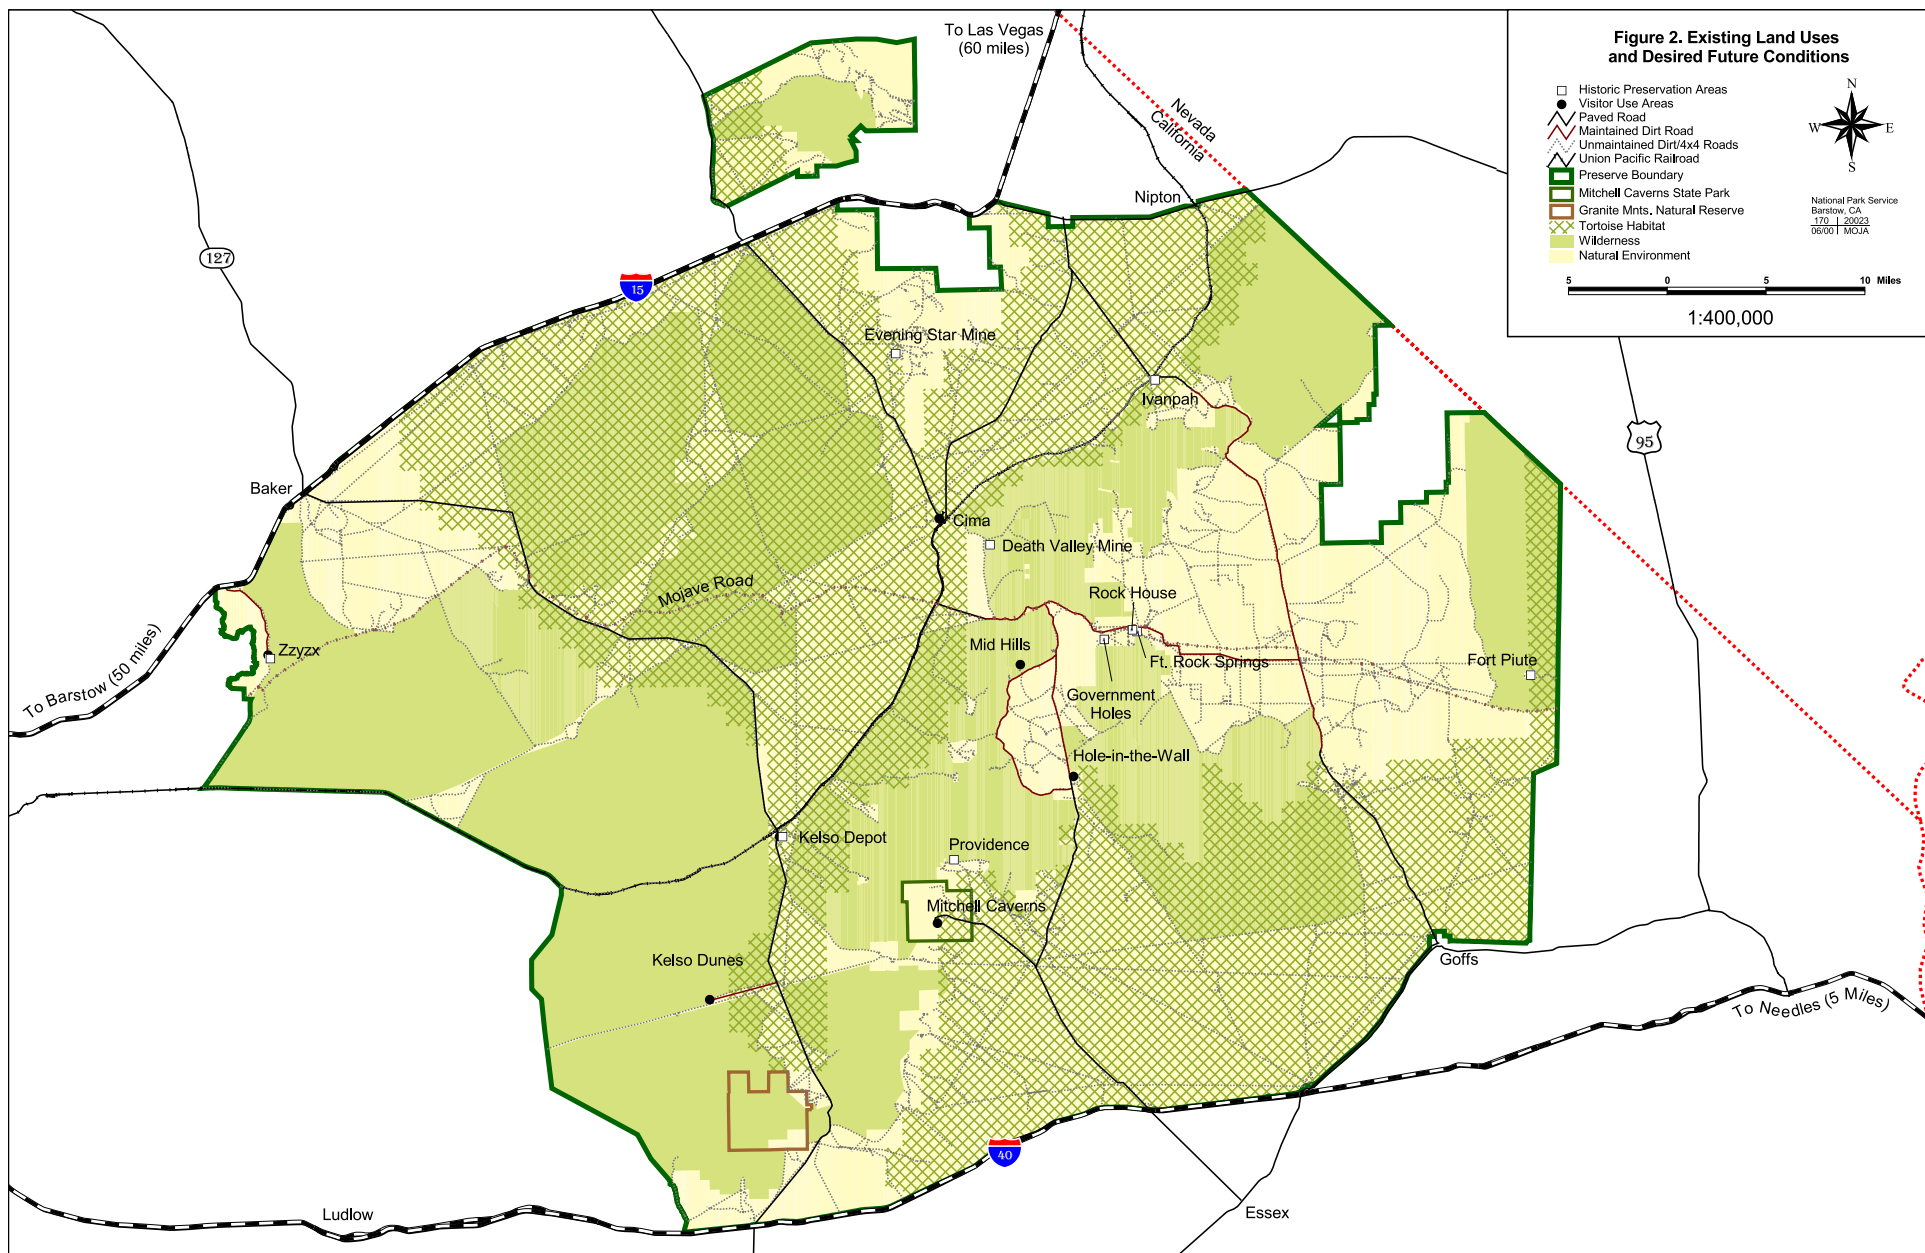 Figure 2. Existing Land Uses
and Desired Future Conditions
Historic Preservation Areas
Visitor Use Areas
Paved Road
Maintained Dirt Road
Unmaintained Dirt/4x4 Roads
Union Pacific Railroad
Preserve Boundary
Mitchell Caverns State Park
Granite Mnts. Natural Reserve
Tortoise Habitat
Wilderness
Natural Environment
N
W
E
S
National Park Service
Barstow, CA
170 | 20023
06/00 | MOJA
5 0 5 10 Miles
1:400,000
To Las Vegas
(60 miles)
Nevada
California
Nipton
127
15
Evening Star Mine
Ivanpah
95
Baker
Cima
Death Valley Mine
Mojave Road
Rock House
Zzyzx
Mid Hills
Ft. Rock Springs
Fort Piute
To Barstow (50 miles)
Government
Holes
Hole-in-the-Wall
Kelso Depot
Providence
Mitchell Caverns
Kelso Dunes
Goffs
To Needles (5 Miles)
40
Ludlow
Essex